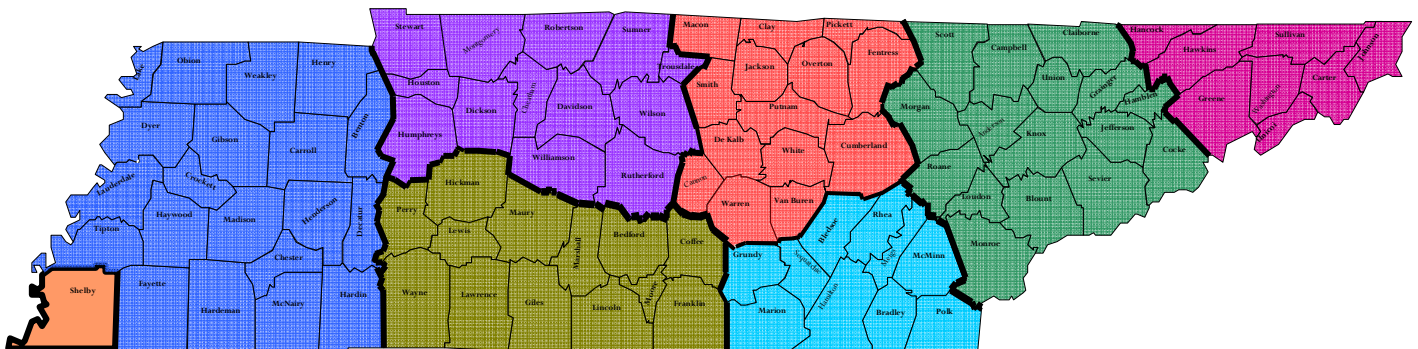 Stewart
Montgomery
Robertson
Sumner
Macon
Clay
Pickett
Scott
Claiborne
Hancock
Sullivan
Johnson
Obion
Lake
Weakley
Henry
Houston
Trousdale
Smith
Jackson
Overton
Fentress
Campbell
Union
Grainger
Hamblen
Hawkins
Greene
Carter
Washington
Unicoi
Dyer
Gibson
Carroll
Benton
Humphreys
Dickson
Cheatham
Davidson
Wilson
Putnam
Morgan
Anderson
Knox
Jefferson
Cocke
De Kalb
White
Cumberland
Roane
Sevier
Williamson
Rutherford
Cannon
Warren
Van Buren
Loudon
Blount
Monroe
Lauderdale
Crockett
Haywood
Madison
Henderson
Decatur
Tipton
Chester
Perry
Hickman
Maury
Lewis
Marshall
Bedford
Coffer
Grundy
Sequatchie
Bledsoe
Rhea
Meigs
McMinn
Shelby
Fayette
Hardeman
McNairy
Hardin
Wayne
Lawrence
Giles
Lincoln
Moore
Franklin
Marion
Hamilton
Bradley
Polk